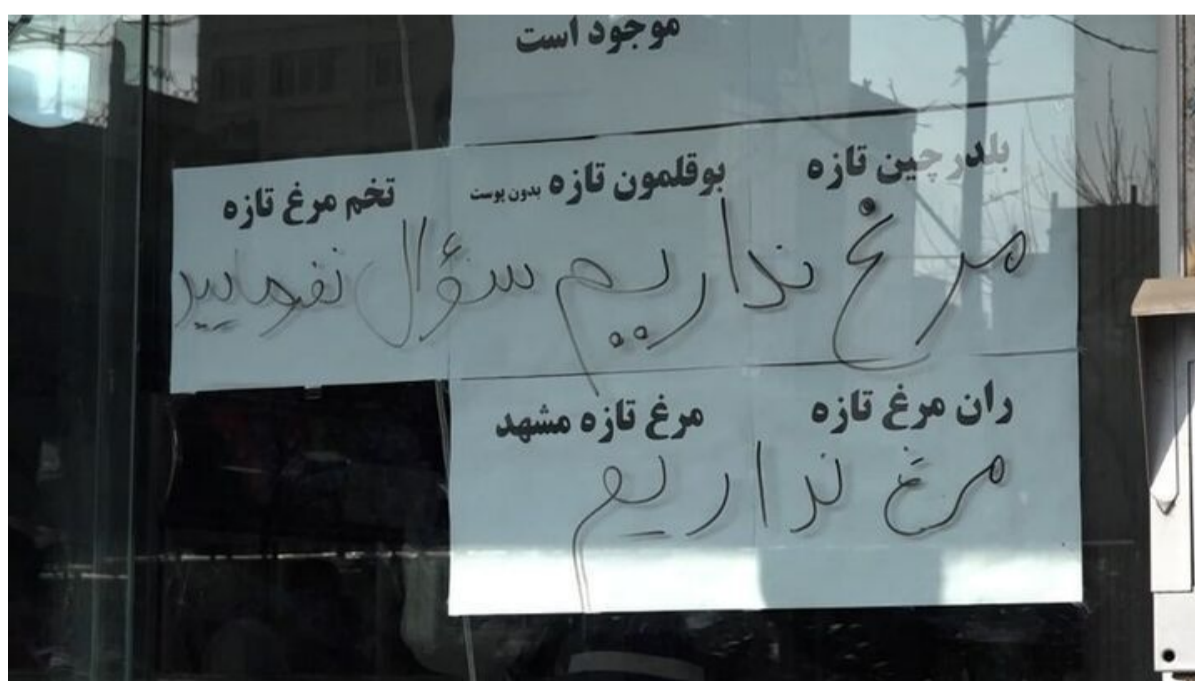 موجود است
بلدرچین تازه
بوقلمون تازه بدون پوست
تخم مرغ تازه
مرغ نداریم سؤال نفرمایید
ران مرغ تازه
مرغ تازه مشهد
مرغ نداریم